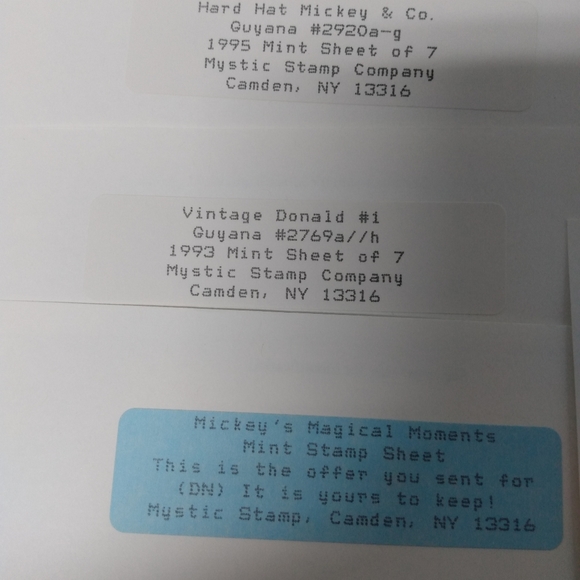 Hard Hat Mickey & Co.
Guyana #2920a-g
1995 Mint Sheet of 7
Mystic Stamp Company
Camden, NY 13316
Vintage Donald #1
Guyana #2769a//h
1993 Mint Sheet of 7
Mystic Stamp Company
Camden, NY 13316
Mickey's Magical Moments
Mint Stamp Sheet
This is the offer you sent for
(DN) It is yours to keep!
Mystic Stamp, Camden, NY 13316